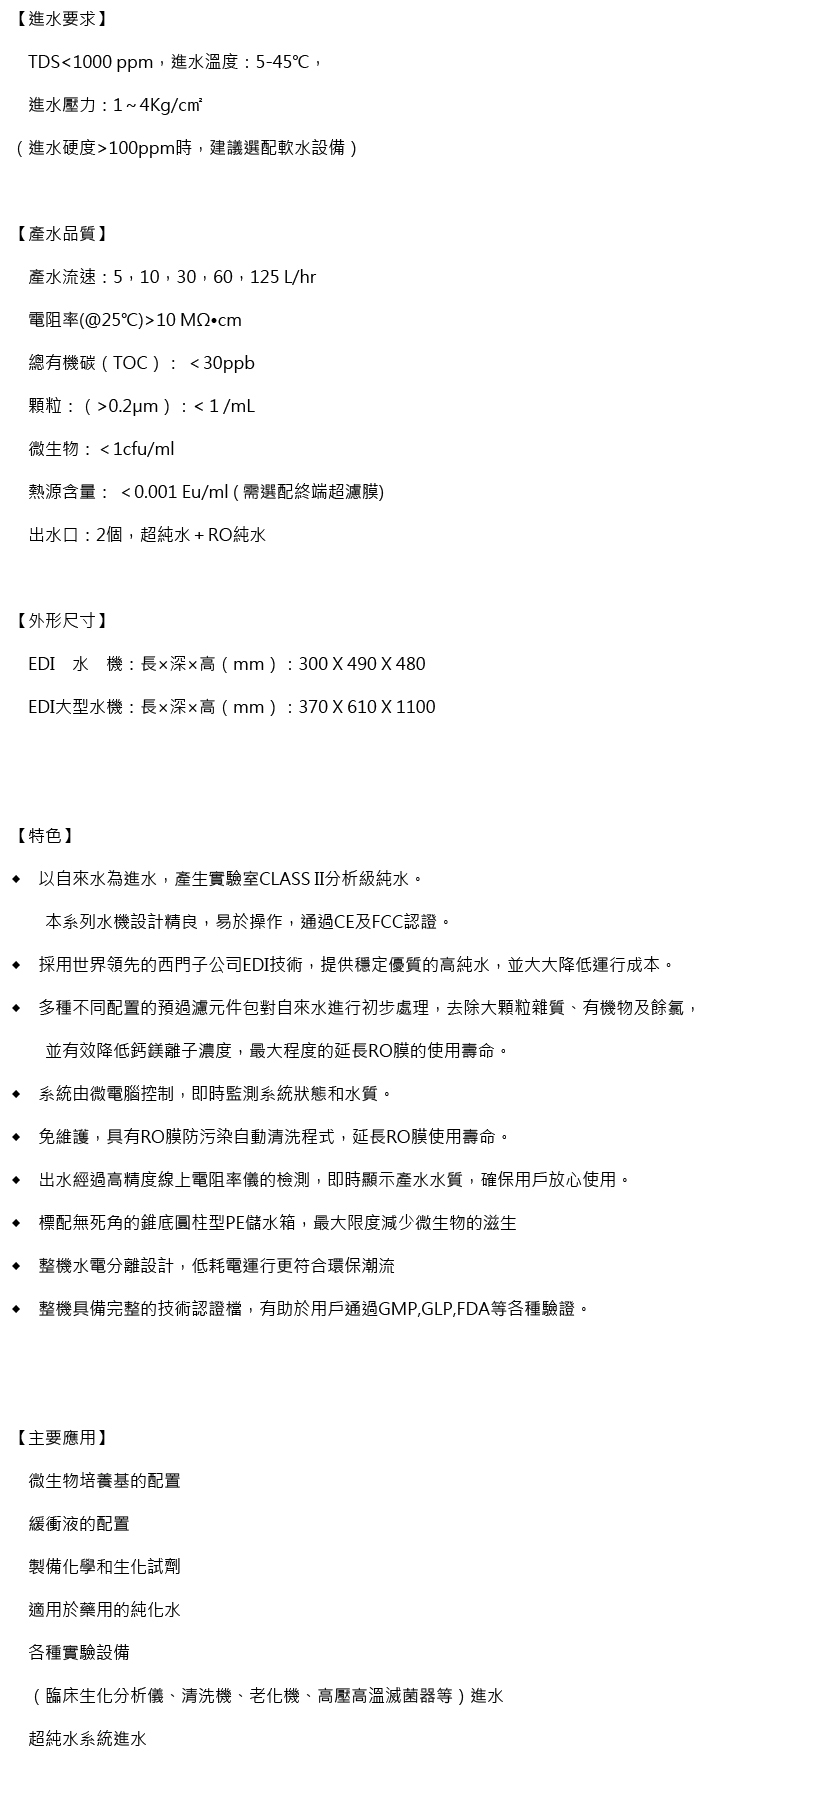 【進水要求】
TDS<1000 ppm，進水溫度：5-45℃，
進水壓力：1～4Kg/c㎡
（進水硬度>100ppm時，建議選配軟水設備）
【產水品質】
產水流速：5，10，30，60，125 L/hr
電阻率(@25℃)>10 MΩ•cm
總有機碳（TOC）： ＜30ppb
顆粒：（>0.2μm）：< 1 /mL
微生物：＜1cfu/ml
熱源含量： ＜0.001 Eu/ml ( 需選配終端超濾膜)
出水口：2個，超純水＋RO純水
【外形尺寸】
EDI　水　機：長×深×高（mm）：300 X 490 X 480
EDI大型水機：長×深×高（mm）：370 X 610 X 1100
【特色】
◆ 以自來水為進水，產生實驗室CLASS II分析級純水。
本系列水機設計精良，易於操作，通過CE及FCC認證。
◆ 採用世界領先的西門子公司EDI技術，提供穩定優質的高純水，並大大降低運行成本。
◆ 多種不同配置的預過濾元件包對自來水進行初步處理，去除大顆粒雜質、有機物及餘氯，
並有效降低鈣鎂離子濃度，最大程度的延長RO膜的使用壽命。
◆ 系統由微電腦控制，即時監測系統狀態和水質。
◆ 免維護，具有RO膜防污染自動清洗程式，延長RO膜使用壽命。
◆ 出水經過高精度線上電阻率儀的檢測，即時顯示產水水質，確保用戶放心使用。
◆ 標配無死角的錐底圓柱型PE儲水箱，最大限度減少微生物的滋生
◆ 整機水電分離設計，低耗電運行更符合環保潮流
◆ 整機具備完整的技術認證檔，有助於用戶通過GMP,GLP,FDA等各種驗證。
【主要應用】
微生物培養基的配置
緩衝液的配置
製備化學和生化試劑
適用於藥用的純化水
各種實驗設備
（臨床生化分析儀、清洗機、老化機、高壓高溫滅菌器等）進水
超純水系統進水